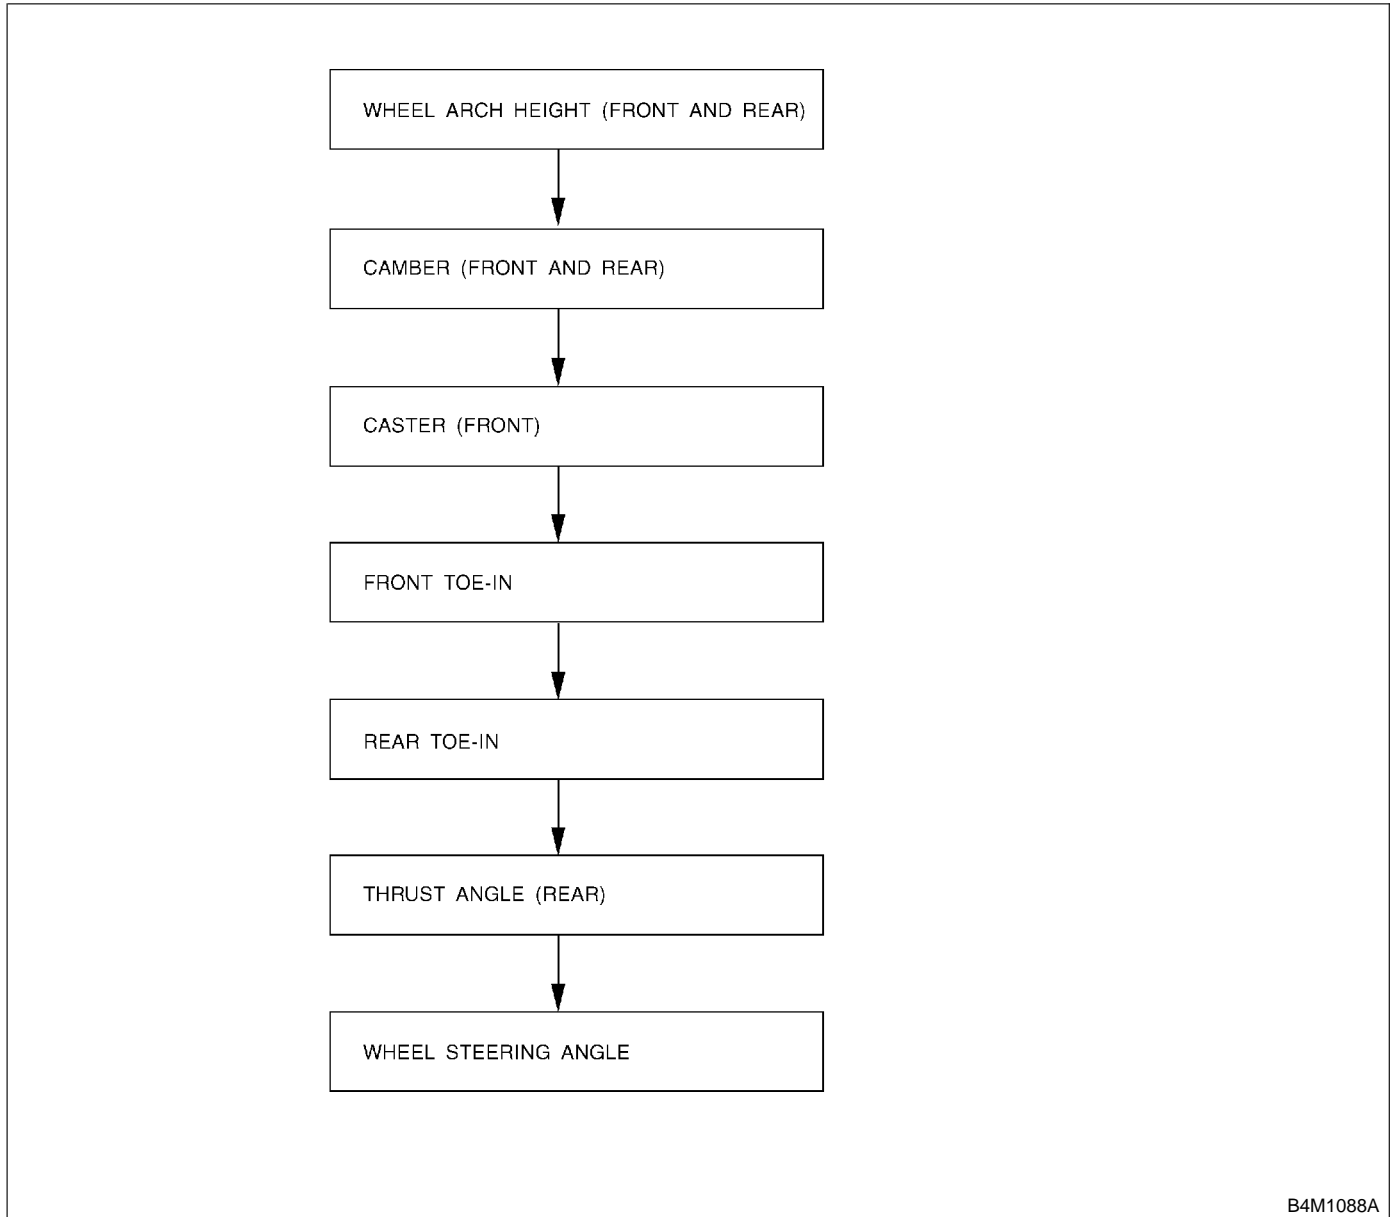 WHEEL ARCH HEIGHT (FRONT AND REAR)
CAMBER (FRONT AND REAR)
CASTER (FRONT)
FRONT TOE-IN
REAR TOE-IN
THRUST ANGLE (REAR)
WHEEL STEERING ANGLE
B4M1088A